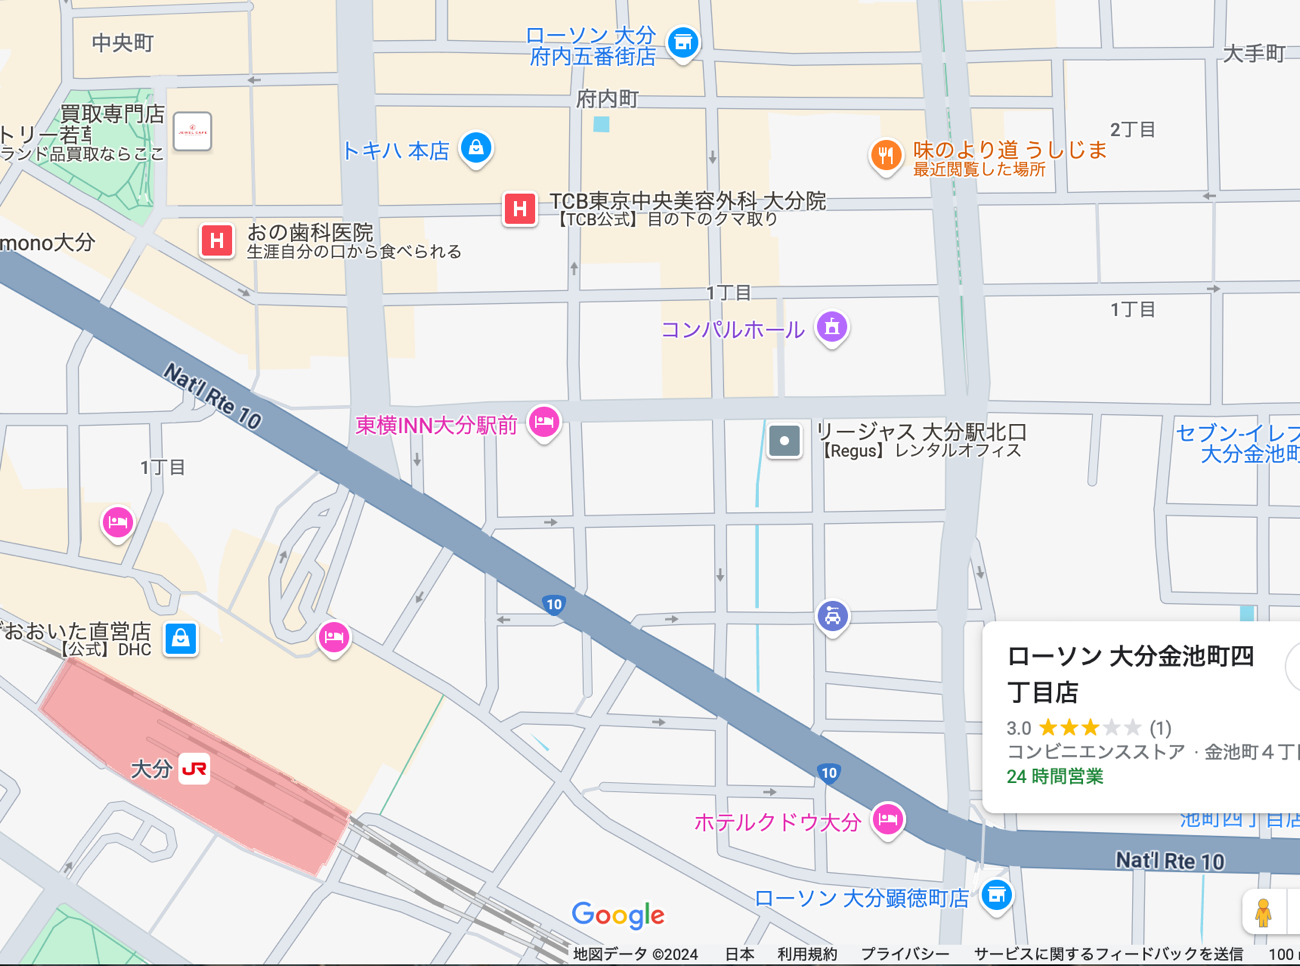 中央町
ローソン 大分
府内五番街店
大手町
府内町
買取専門店
トリー若草
ランド品買取ならここ
トキハ 本店
2丁目
味のより道 うしじま
最近閲覧した場所
TCB東京中央美容外科 大分院
【TCB公式】目の下のクマ取り
mono大分
おの歯科医院
生涯自分の口から食べられる
1丁目
1丁目
コンパルホール
Nat'l Rte 10
東横INN大分駅前
リージャス 大分駅北口
【Regus】レンタルオフィス
セブン-イレブ
大分金池町
1丁目
10
おおいた直営店
【公式】DHC
ローソン 大分金池町四
丁目店
3.0 ★★★★★ (1)
コンビニエンスストア · 金池町４丁
24 時間営業
大分 JR
10
ホテルクドウ大分
池町四丁目店
Nat'l Rte 10
ローソン 大分顕徳町店
Google
地図データ ©2024 日本 利用規約 プライバシー サービスに関するフィードバックを送信 100